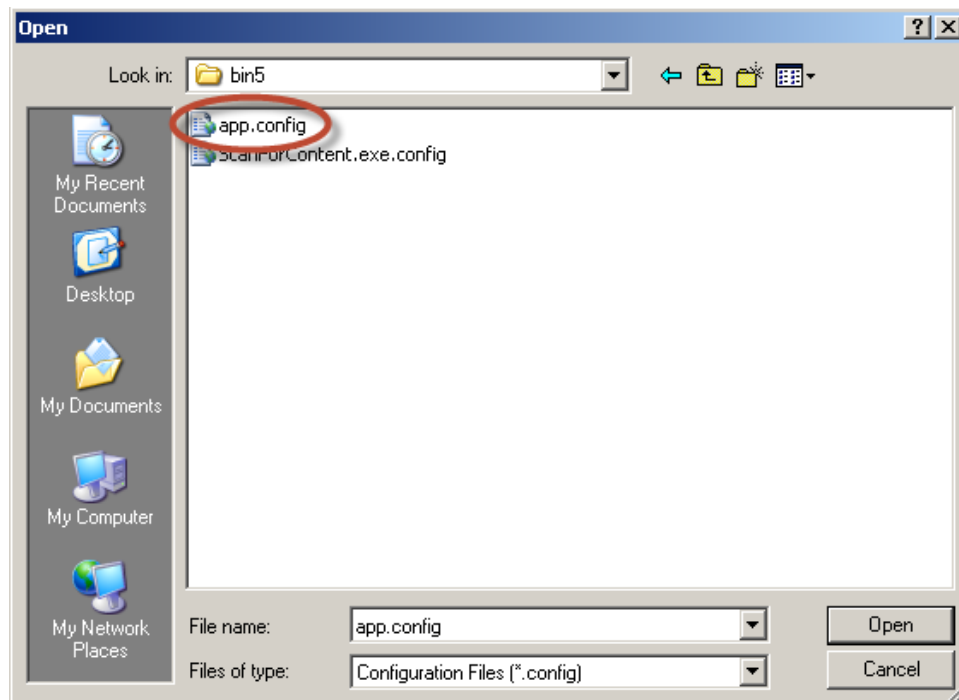 Open
Look in: bin5
app.config
ScanForContent.exe.config
My Recent
Documents
Desktop
My Documents
My Computer
My Network
Places
File name: app.config
Open
Files of type: Configuration Files (*.config)
Cancel